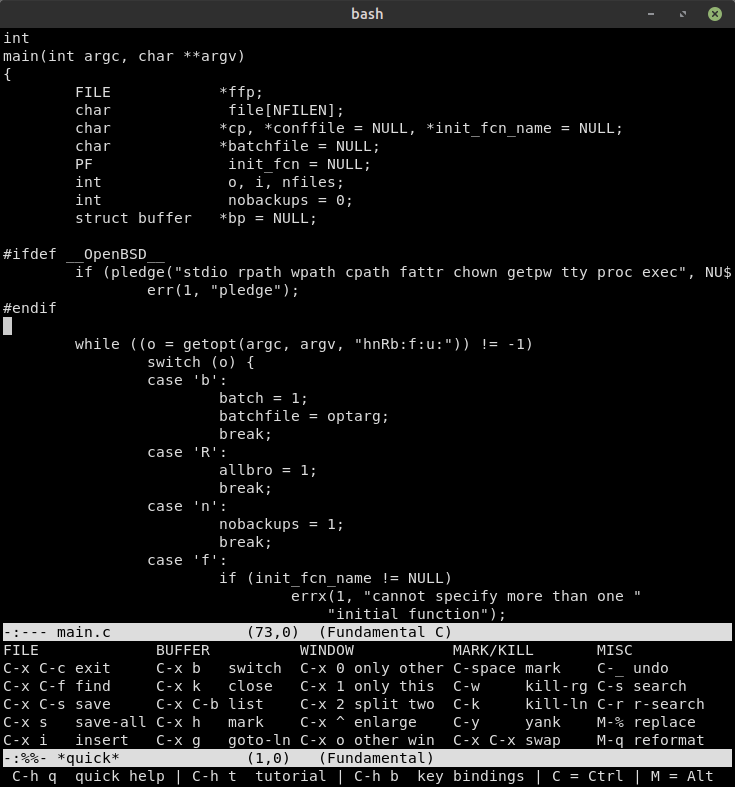 bash
int
main(int argc, char **argv)
{
        FILE            *ffp;
        char             file[NFILEN];
        char            *cp, *conffile = NULL, *init_fcn_name = NULL;
        char            *batchfile = NULL;
        PF               init_fcn = NULL;
        int              o, i, nfiles;
        int              nobackups = 0;
        struct buffer   *bp = NULL;

#ifdef __OpenBSD__
        if (pledge("stdio rpath wpath cpath fattr chown getpw tty proc exec", NU$
                err(1, "pledge");
#endif

        while ((o = getopt(argc, argv, "hnRb:f:u:")) != -1)
                switch (o) {
                case 'b':
                        batch = 1;
                        batchfile = optarg;
                        break;
                case 'R':
                        allbro = 1;
                        break;
                case 'n':
                        nobackups = 1;
                        break;
                case 'f':
                        if (init_fcn_name != NULL)
                                errx(1, "cannot specify more than one "
                                    "initial function");
-:--- main.c               (73,0)  (Fundamental C)
FILE             BUFFER          WINDOW           MARK/KILL       MISC
C-x C-c exit     C-x b   switch  C-x 0 only other C-space mark    C-_ undo
C-x C-f find     C-x k   close   C-x 1 only this  C-w     kill-rg C-s search
C-x C-s save     C-x C-b list    C-x 2 split two  C-k     kill-ln C-r r-search
C-x s   save-all C-x h   mark    C-x ^ enlarge    C-y     yank    M-% replace
C-x i   insert   C-x g   goto-ln C-x o other win  C-x C-x swap    M-q reformat
-:%%- *quick*              (1,0)   (Fundamental)
 C-h q  quick help | C-h t  tutorial | C-h b  key bindings | C = Ctrl | M = Alt